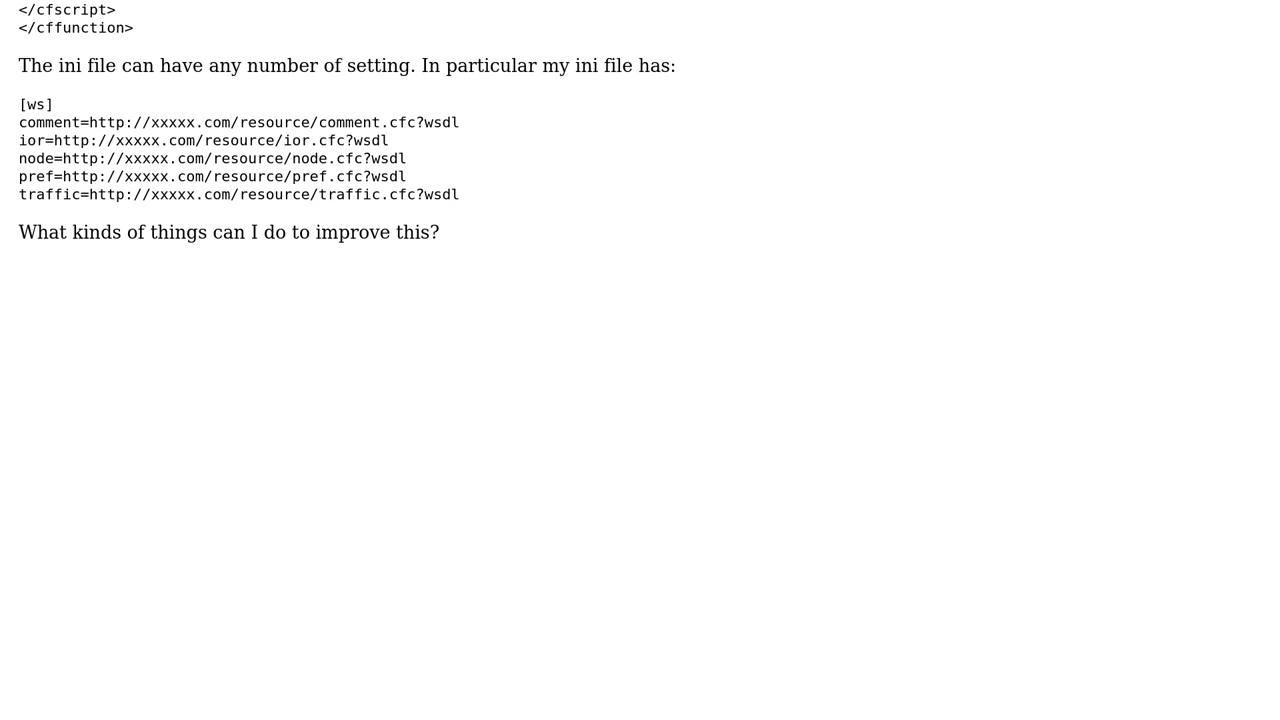 </cfscript>
</cffunction>
The ini file can have any number of setting. In particular my ini file has:
[ws]
comment=http://xxxxx.com/resource/comment.cfc?wsdl
ior=http://xxxxx.com/resource/ior.cfc?wsdl
node=http://xxxxx.com/resource/node.cfc?wsdl
pref=http://xxxxx.com/resource/pref.cfc?wsdl
traffic=http://xxxxx.com/resource/traffic.cfc?wsdl
What kinds of things can I do to improve this?